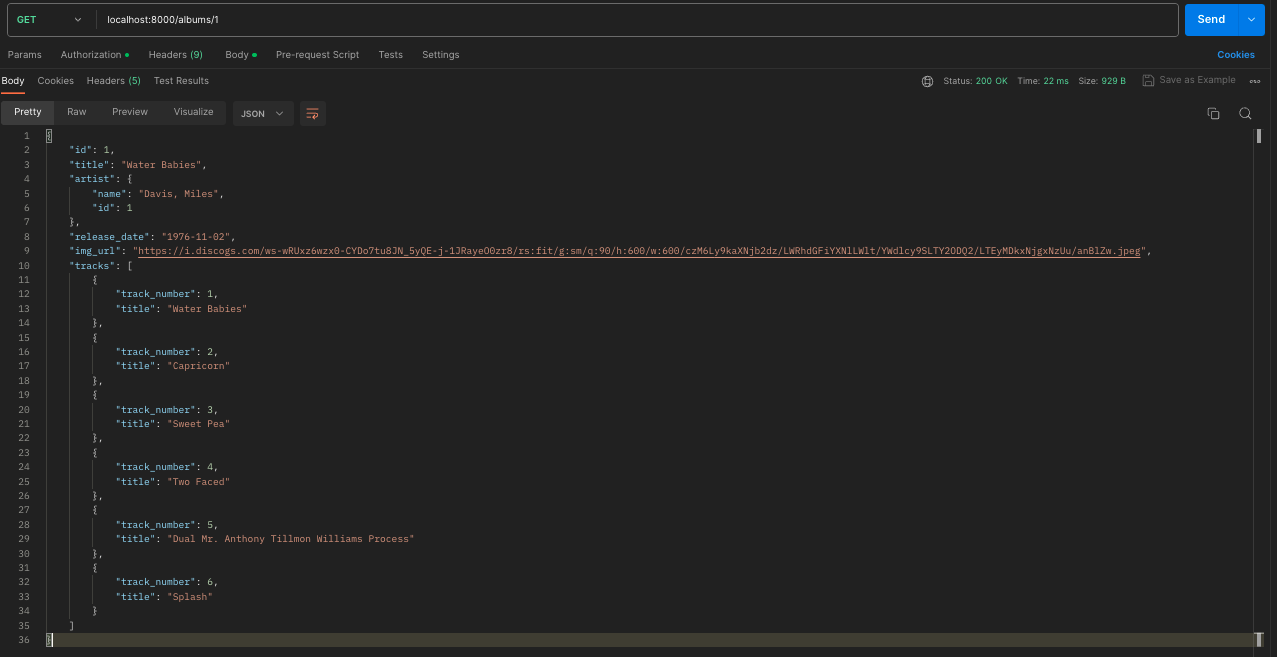 GET localhost:8000/albums/1 Send
Params Authorization Headers (9) Body Pre-request Script Tests Settings Cookies
Body Cookies Headers (5) Test Results Status: 200 OK Time: 22 ms Size: 929 B Save as Example
Pretty Raw Preview Visualize JSON
1 {
2 "id": 1,
3 "title": "Water Babies",
4 "artist": {
5 "name": "Davis, Miles",
6 "id": 1
7 },
8 "release_date": "1976-11-02",
9 "img_url": "https://i.discogs.com/ws-wRUxz6wzx0-CYDo7tu8JN_5yQE-j-1JRayeO0zr8/rs:fit/g:sm/q:90/h:600/w:600/czM6Ly9kaXNjb2dz/LWRhdGFiYXNlLWlt/YWdlcy9SLTY2ODQ2/LTEyMDkxNjgxNzUu/anBlZw.jpeg",
10 "tracks": [
11 {
12 "track_number": 1,
13 "title": "Water Babies"
14 },
15 {
16 "track_number": 2,
17 "title": "Capricorn"
18 },
19 {
20 "track_number": 3,
21 "title": "Sweet Pea"
22 },
23 {
24 "track_number": 4,
25 "title": "Two Faced"
26 },
27 {
28 "track_number": 5,
29 "title": "Dual Mr. Anthony Tillmon Williams Process"
30 },
31 {
32 "track_number": 6,
33 "title": "Splash"
34 }
35 ]
36 }